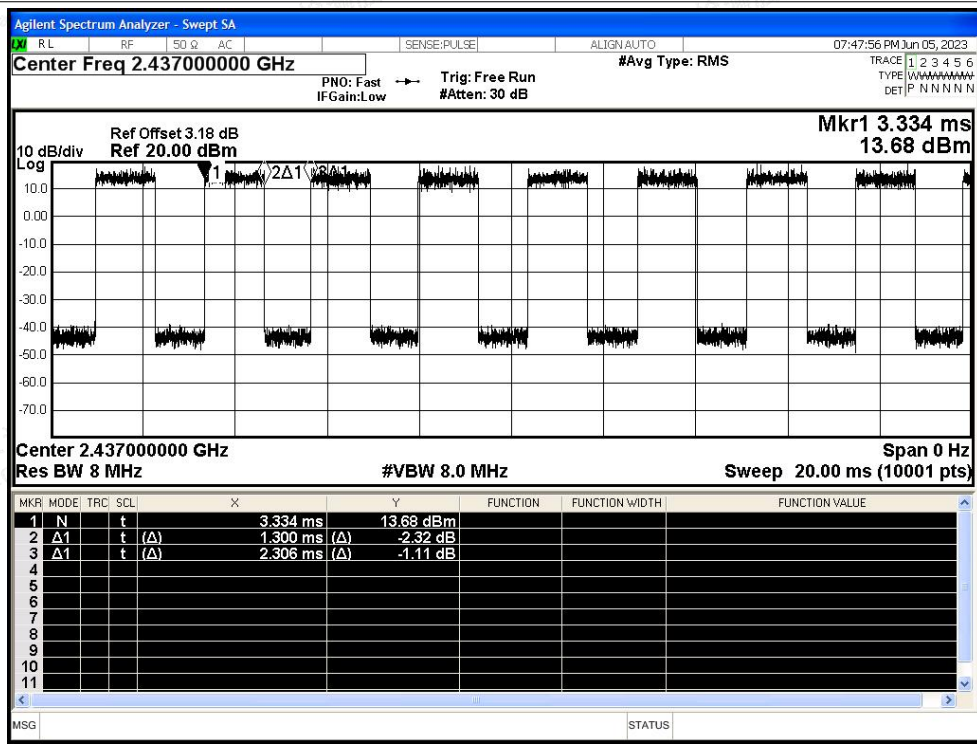 Agilent Spectrum Analyzer - Swept SA
LXI RL RF 50 Ω AC SENSE:PULSE ALIGN AUTO 07:47:56 PM Jun 05, 2023
Center Freq 2.437000000 GHz #Avg Type: RMS TRACE 1 2 3 4 5 6
PNO: Fast Trig: Free Run TYPE
IFGain:Low #Atten: 30 dB DET P N N N N N
Mkr1 3.334 ms
Ref Offset 3.18 dB
10 dB/div Ref 20.00 dBm 13.68 dBm
Log
1 2Δ1 3Δ1
10.0
0.00
-10.0
-20.0
-30.0
-40.0
-50.0
-60.0
-70.0
Center 2.437000000 GHz Span 0 Hz
Res BW 8 MHz #VBW 8.0 MHz Sweep 20.00 ms (10001 pts)
MKR MODE TRC SCL X Y FUNCTION FUNCTION WIDTH FUNCTION VALUE
1 N t 3.334 ms 13.68 dBm
2 Δ1 t (Δ) 1.300 ms (Δ) -2.32 dB
3 Δ1 t (Δ) 2.306 ms (Δ) -1.11 dB
4
5
6
7
8
9
10
11
MSG STATUS